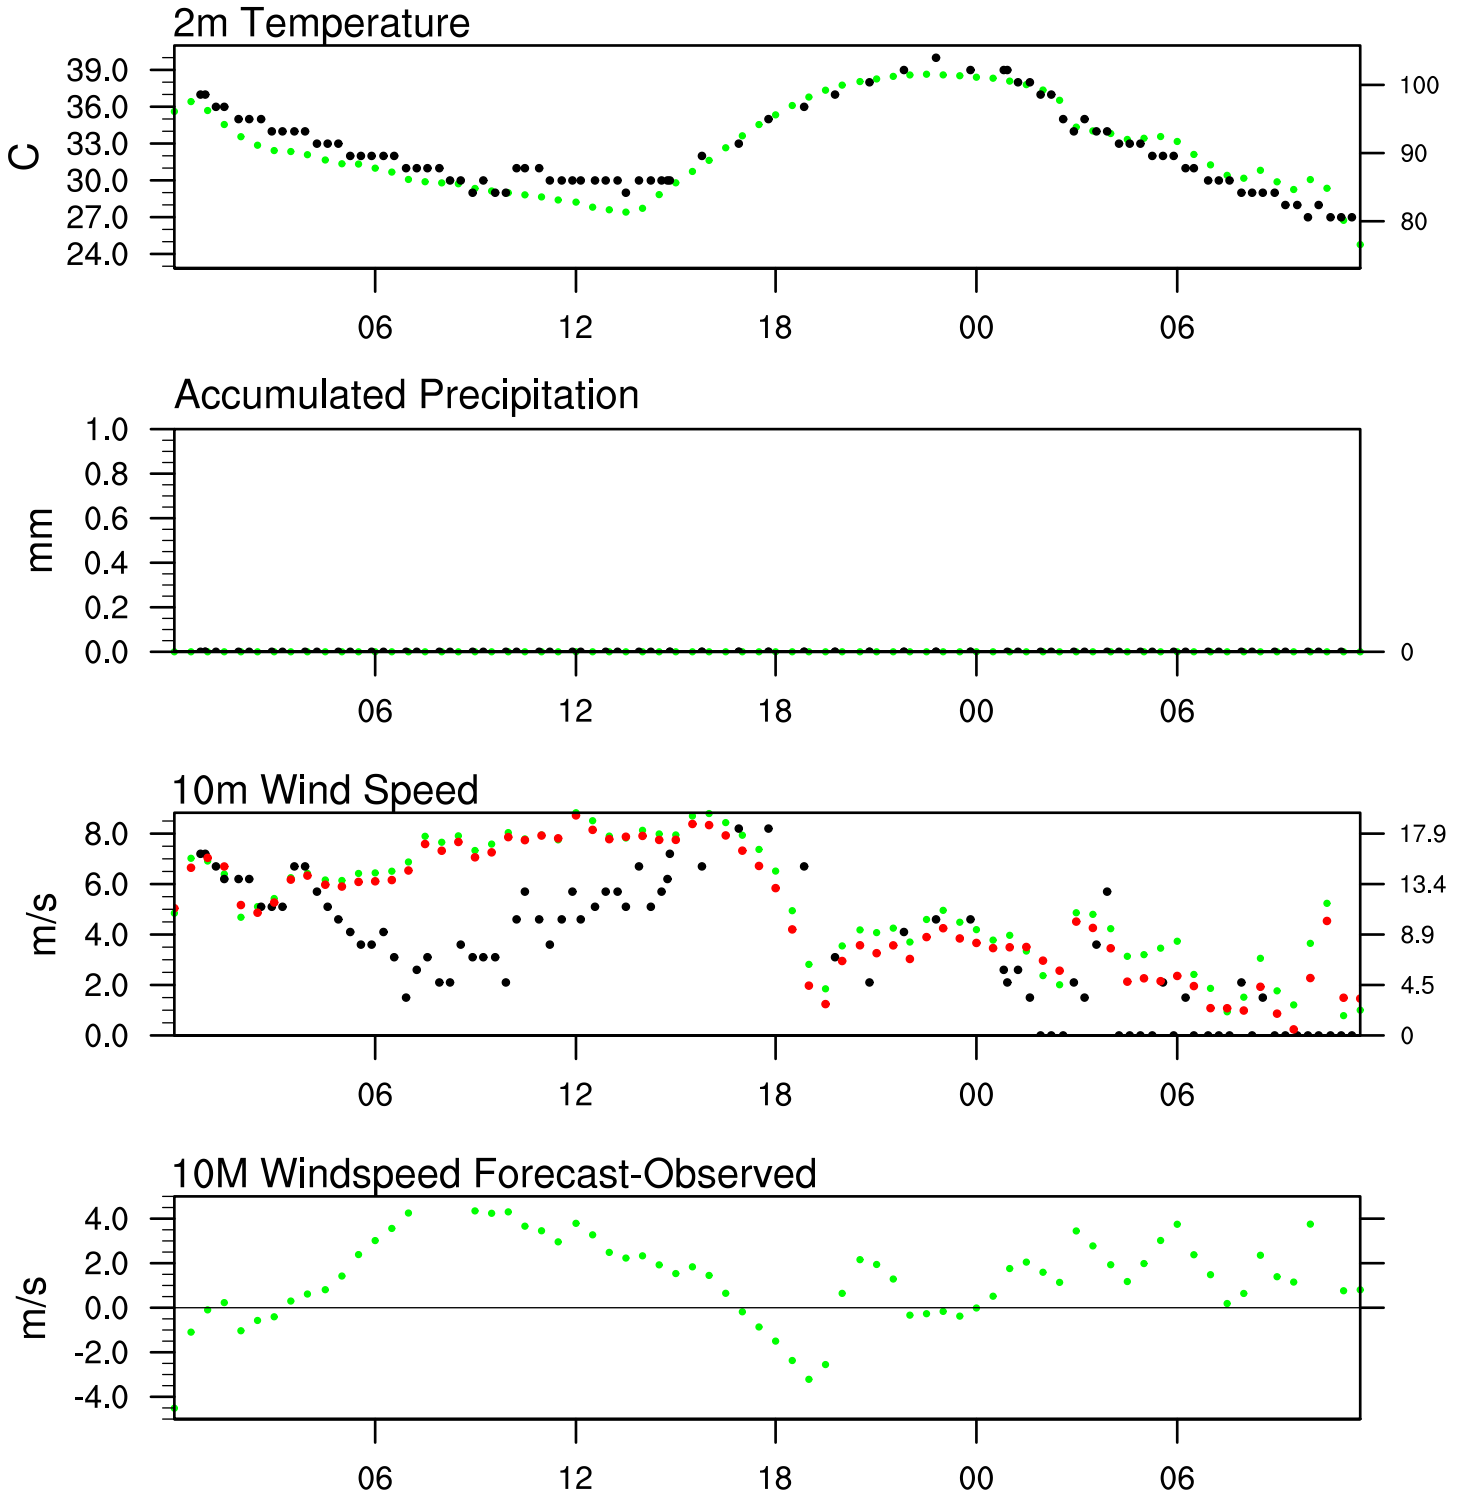 2m Temperature
39.0
36.0
33.0
30.0
27.0
24.0
C
100
90
80
06 12 18 00 06
Accumulated Precipitation
1.0
0.8
0.6
0.4
0.2
0.0
mm
0
06 12 18 00 06
10m Wind Speed
8.0
6.0
4.0
2.0
0.0
m/s
17.9
13.4
8.9
4.5
0
06 12 18 00 06
10M Windspeed Forecast-Observed
4.0
2.0
0.0
-2.0
-4.0
m/s
06 12 18 00 06